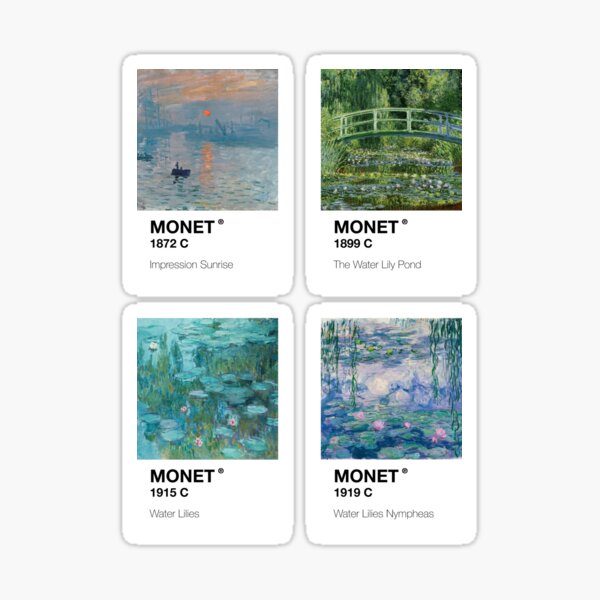 MONET®
1872 C
Impression Sunrise
MONET®
1899 C
The Water Lily Pond
MONET®
1915 C
Water Lilies
MONET®
1919 C
Water Lilies Nympheas